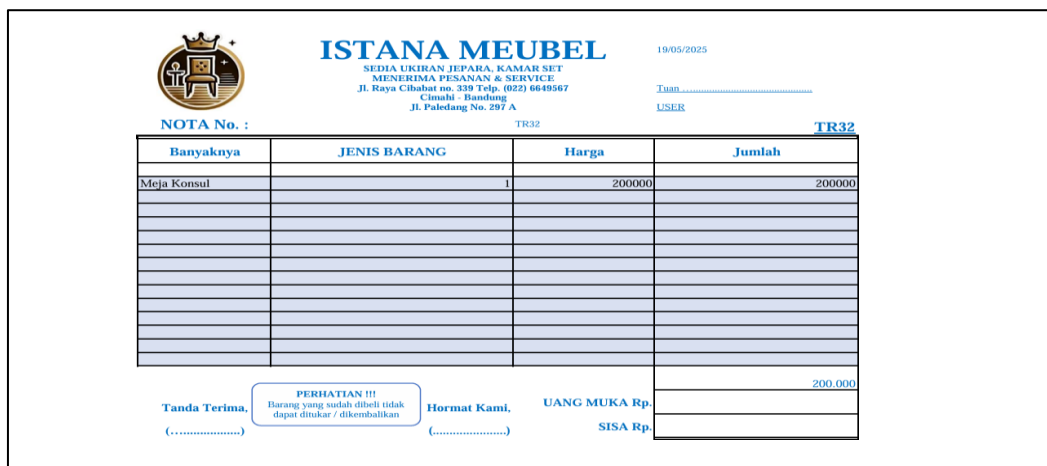 ISTANA MEUBEL
SEDIA UKIRAN JEPARA, KAMAR SET
MENERIMA PESANAN & SERVICE
Jl. Raya Cibabat no. 339 Telp. (022) 6649567
Cimahi - Bandung
Jl. Paledang No. 297 A
19/05/2025
Tuan ….............................................
USER
NOTA No. : TR32 TR32
Banyaknya JENIS BARANG Harga Jumlah
Meja Konsul 1 200000 200000
200.000
Tanda Terima,
(….................)
PERHATIAN !!!
Barang yang sudah dibeli tidak
dapat ditukar / dikembalikan
Hormat Kami,
(......................)
UANG MUKA Rp.
SISA Rp.